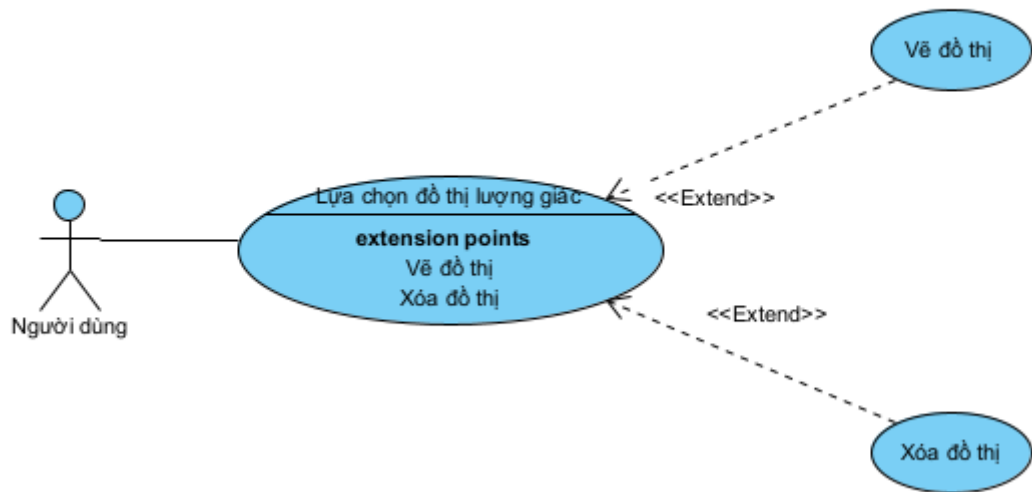 Vẽ đồ thị
Lựa chọn đồ thị lượng giác
<<Extend>>
extension points
Vẽ đồ thị
Xóa đồ thị
<<Extend>>
Người dùng
Xóa đồ thị